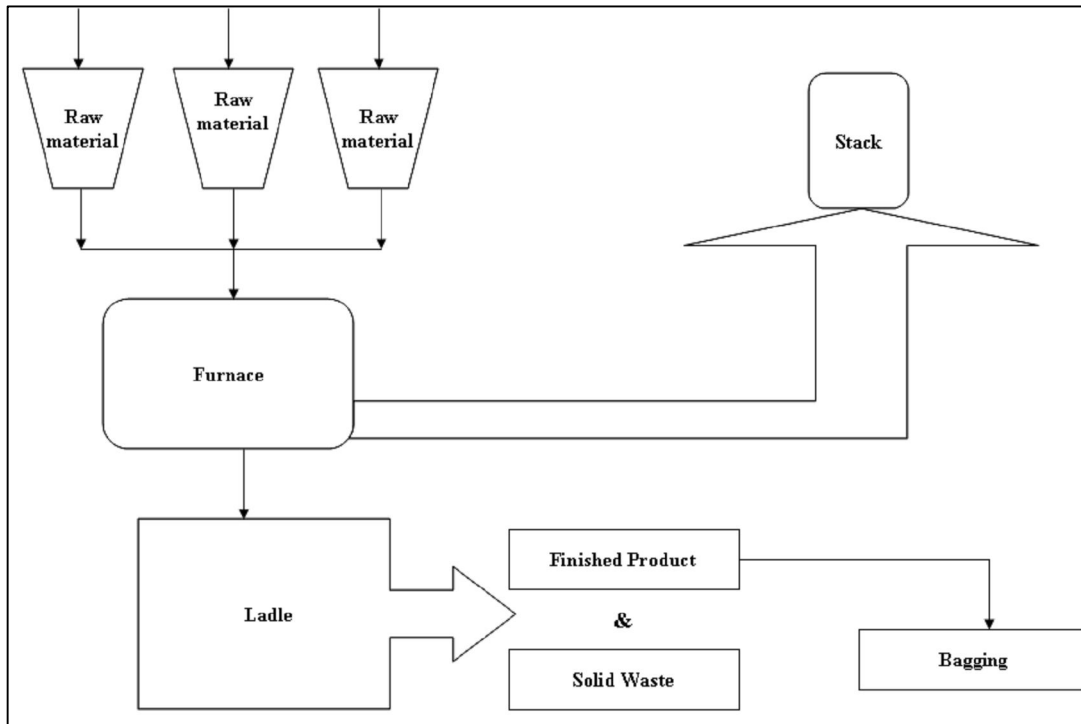 Raw
material
Raw
material
Raw
material
Stack
Furnace
Ladle
Finished Product
&
Solid Waste
Bagging